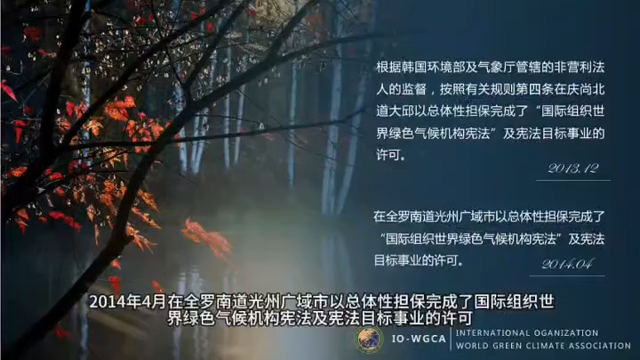 根据韩国环境部及气象厅管辖的非营利法
人的监督，按照有关规则第四条在庆尚北
道大邱以总体性担保完成了“国际组织世
界绿色气候机构宪法”及宪法目标事业的
许可。
2013.12
在全罗南道光州广域市以总体性担保完成了
“国际组织世界绿色气候机构宪法”及宪法
目标事业的许可。
2014.04
2014年4月在全罗南道光州广域市以总体性担保完成了国际组织世
界绿色气候机构宪法及宪法目标事业的许可
IO-WGCA
INTERNATIONAL OGANIZATION
WORLD GREEN CLIMATE ASSOCIATION